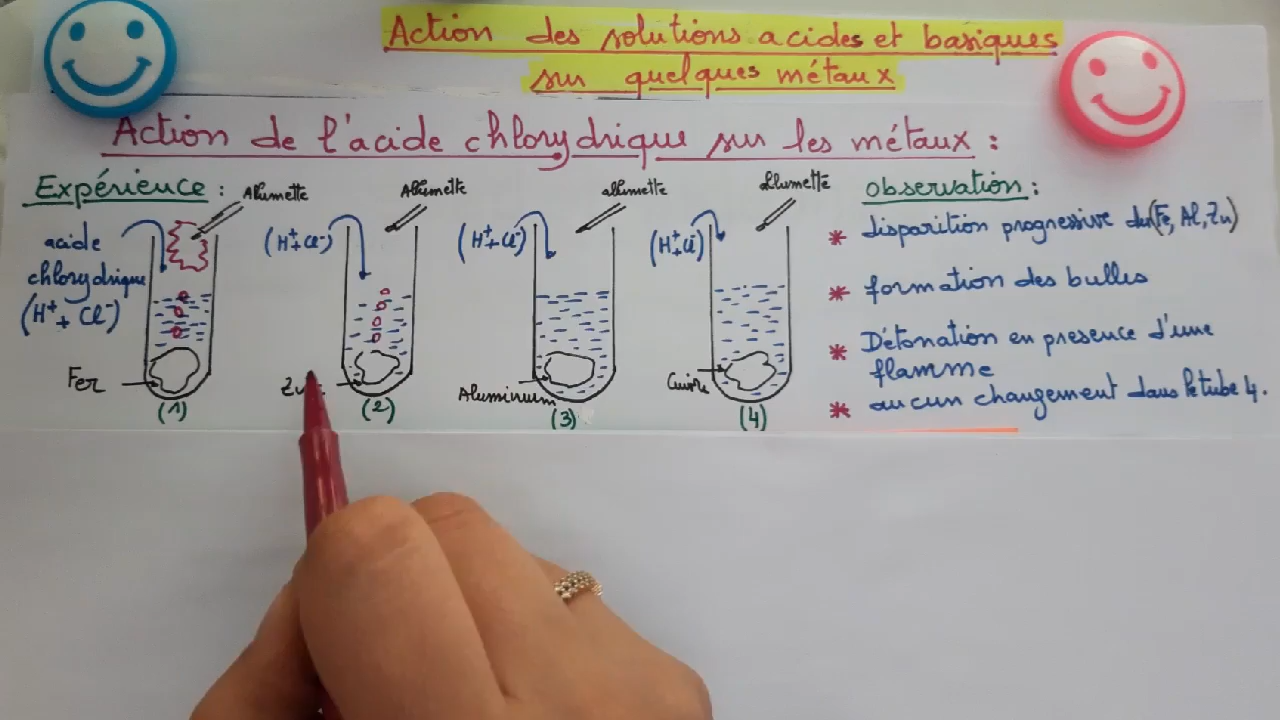 Action des solutions acides et basiques
sur quelques métaux
Action de l'acide chlorydrique sur les métaux :
Expérience :
Allumette
Allumette
allumette
Allumette
acide
chlorydrique
(H⁺ + Cl⁻)
(H⁺+Cl⁻)
(H⁺+Cl⁻)
(H⁺+Cl⁻)
Fer
Aluminium
Cuivre
(1)
(2)
(3)
(4)
Observation :
* disparition progressive du (Fe, Al, Zn)
* formation des bulles
* Détonation en presence d'une
flamme
* aucun changement dans le tube 4.